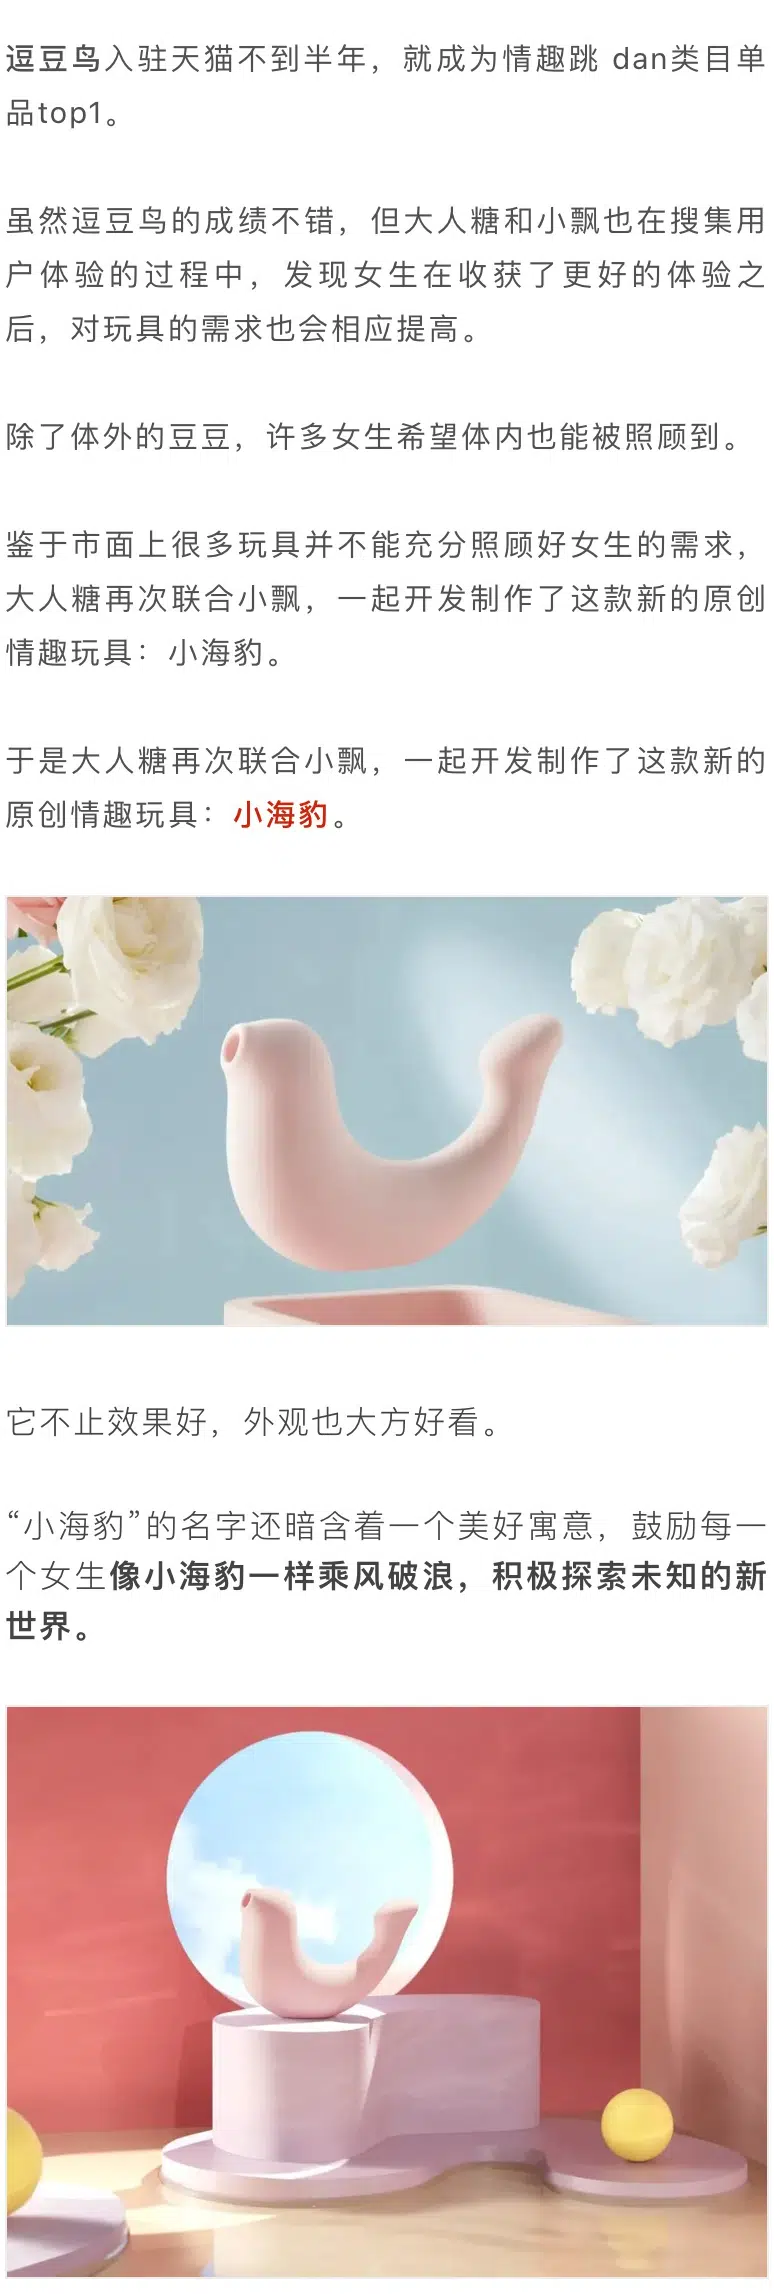 逗豆鸟入驻天猫不到半年，就成为情趣跳 dan类目单
品top1。
虽然逗豆鸟的成绩不错，但大人糖和小飘也在搜集用
户体验的过程中，发现女生在收获了更好的体验之
后，对玩具的需求也会相应提高。
除了体外的豆豆，许多女生希望体内也能被照顾到。
鉴于市面上很多玩具并不能充分照顾好女生的需求，
大人糖再次联合小飘，一起开发制作了这款新的原创
情趣玩具：小海豹。
于是大人糖再次联合小飘，一起开发制作了这款新的
原创情趣玩具：小海豹。
它不止效果好，外观也大方好看。
“小海豹”的名字还暗含着一个美好寓意，鼓励每一
个女生像小海豹一样乘风破浪，积极探索未知的新
世界。